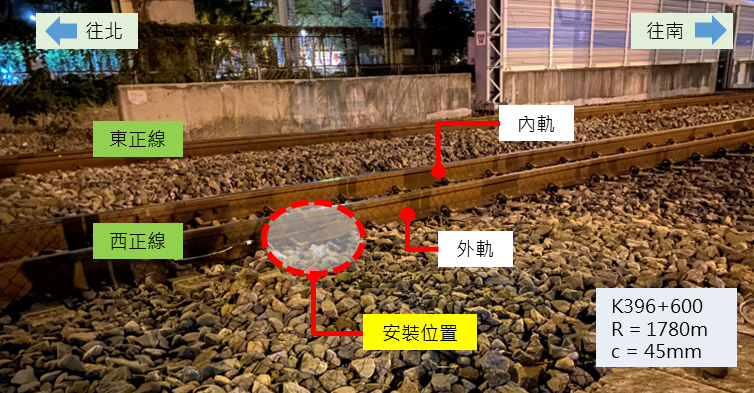 往北
往南
內軌
東正線
西正線
外軌
安裝位置
K396+600
R = 1780m
c = 45mm